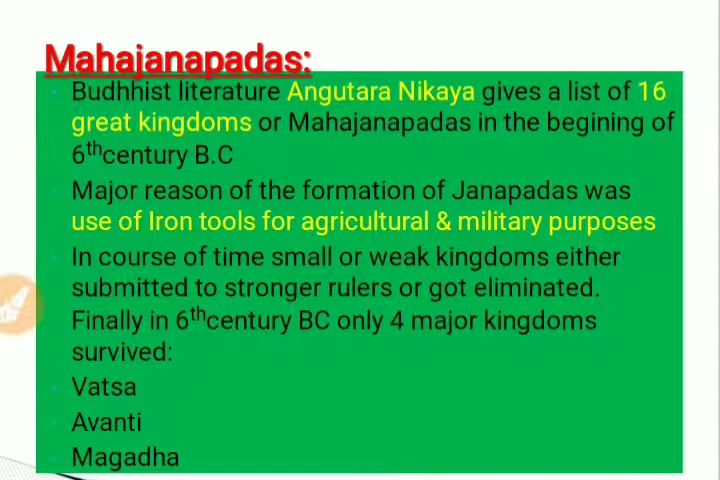 Mahajanapadas:
Budhhist literature Angutara Nikaya gives a list of 16
great kingdoms or Mahajanapadas in the begining of
6thcentury B.C
Major reason of the formation of Janapadas was
use of Iron tools for agricultural & military purposes
In course of time small or weak kingdoms either
submitted to stronger rulers or got eliminated.
Finally in 6thcentury BC only 4 major kingdoms
survived:
Vatsa
Avanti
Magadha